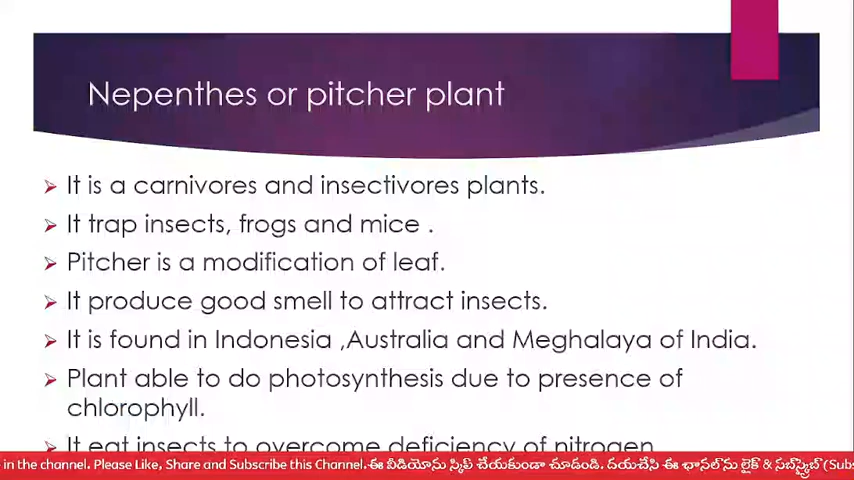 Nepenthes or pitcher plant
It is a carnivores and insectivores plants.
It trap insects, frogs and mice .
Pitcher is a modification of leaf.
It produce good smell to attract insects.
It is found in Indonesia ,Australia and Meghalaya of India.
Plant able to do photosynthesis due to presence of
chlorophyll.
It eat insects to overcome deficiency of nitrogen
in the channel. Please Like, Share and Subscribe this Channel.ఈ వీడియోను స్కిప్ చేయకుండా చూడండి. దయచేసి ఈ ఛానల్‌ను లైక్ & సబ్‌స్క్రైబ్ (Subs